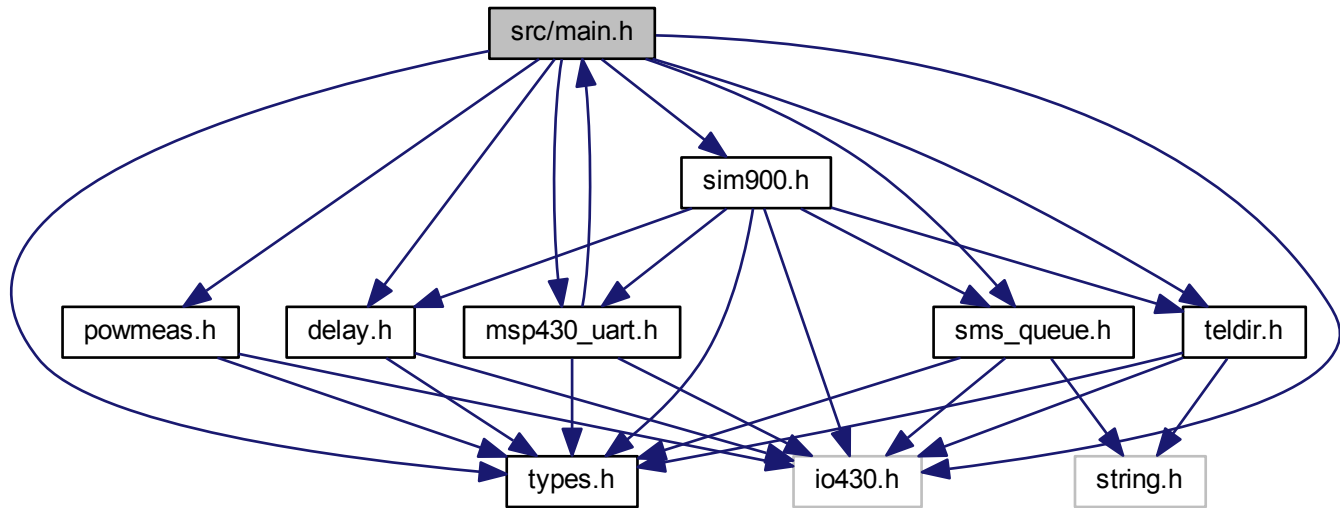 src/main.h
sim900.h
powmeas.h
delay.h
msp430_uart.h
sms_queue.h
teldir.h
types.h
io430.h
string.h